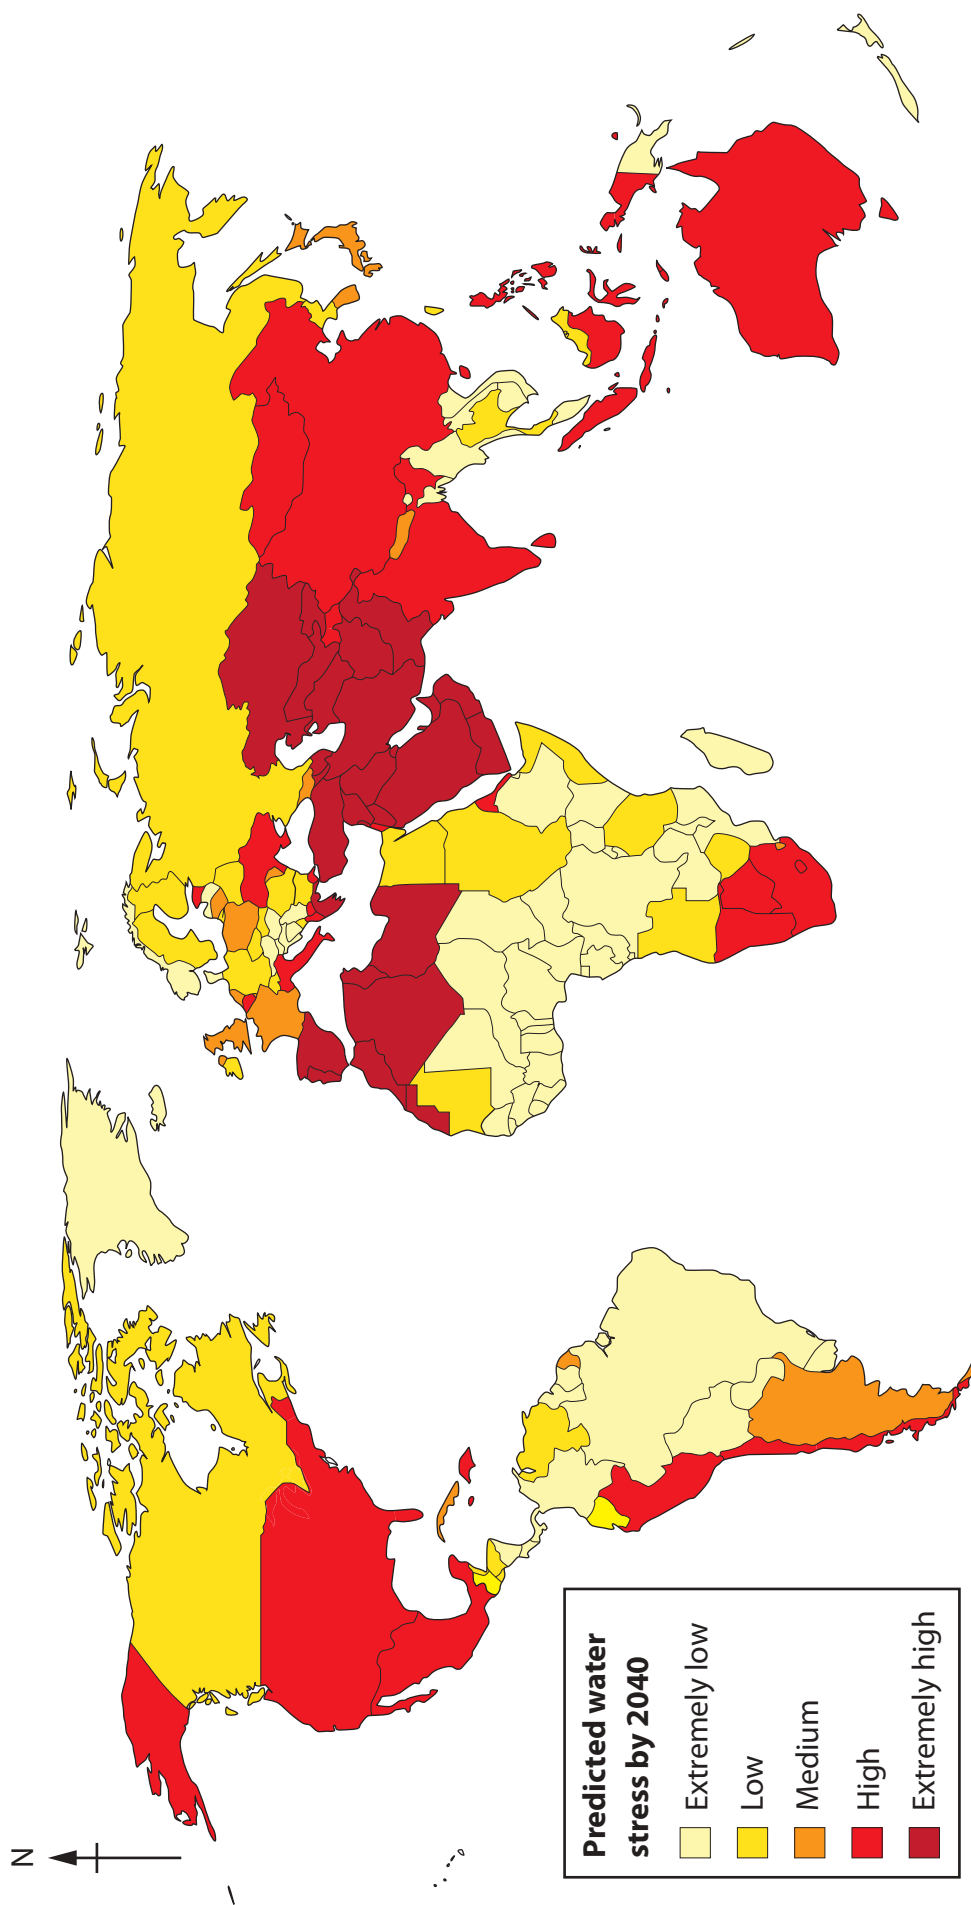 N
Predicted water
stress by 2040
Extremely low
Low
Medium
High
Extremely high